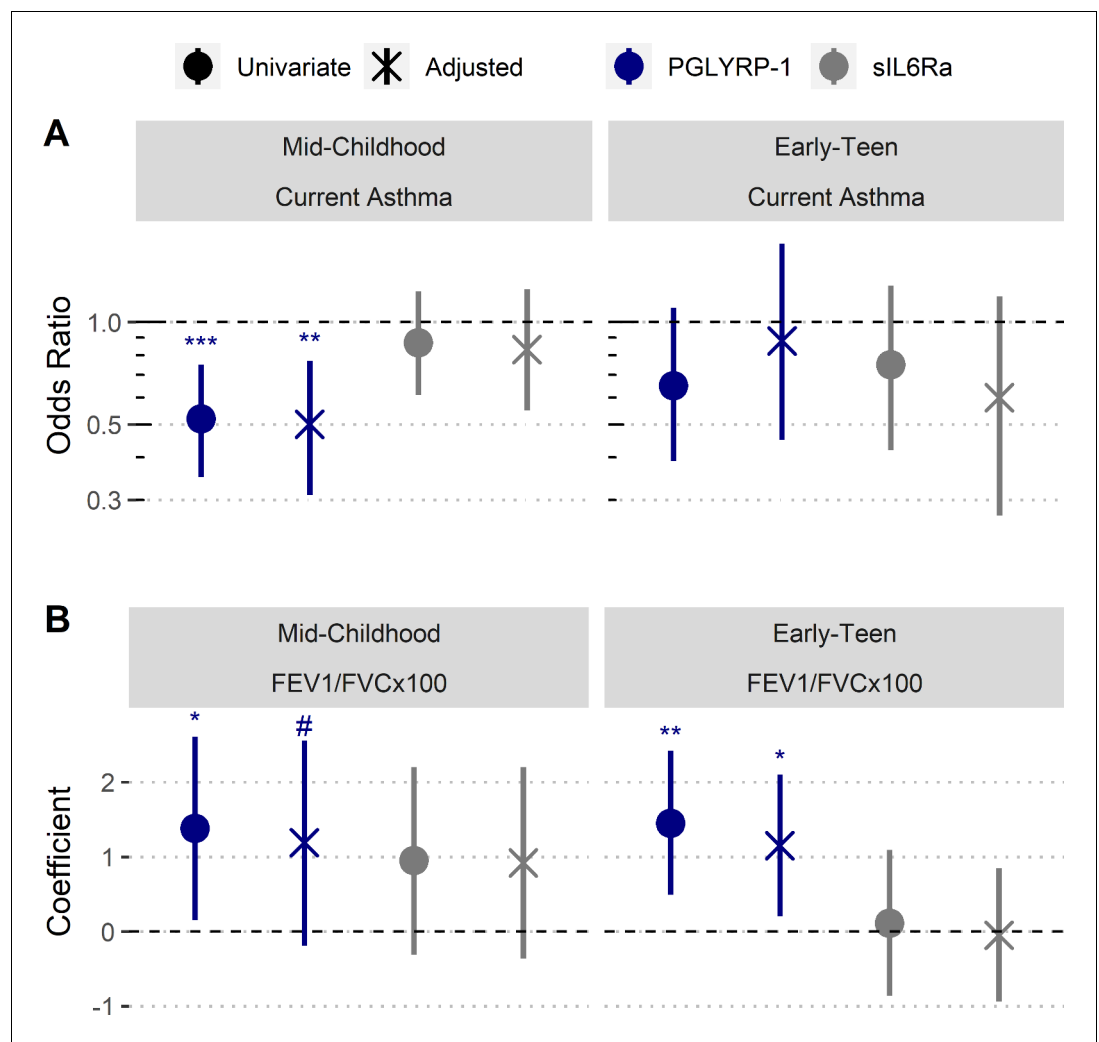 Univariate Adjusted PGLYRP-1 sIL6Ra
A
Mid-Childhood
Current Asthma
Early-Teen
Current Asthma
Odds Ratio
1.0
0.5
0.3
***
**
B
Mid-Childhood
FEV1/FVCx100
Early-Teen
FEV1/FVCx100
Coefficient
2
1
0
-1
*
#
**
*